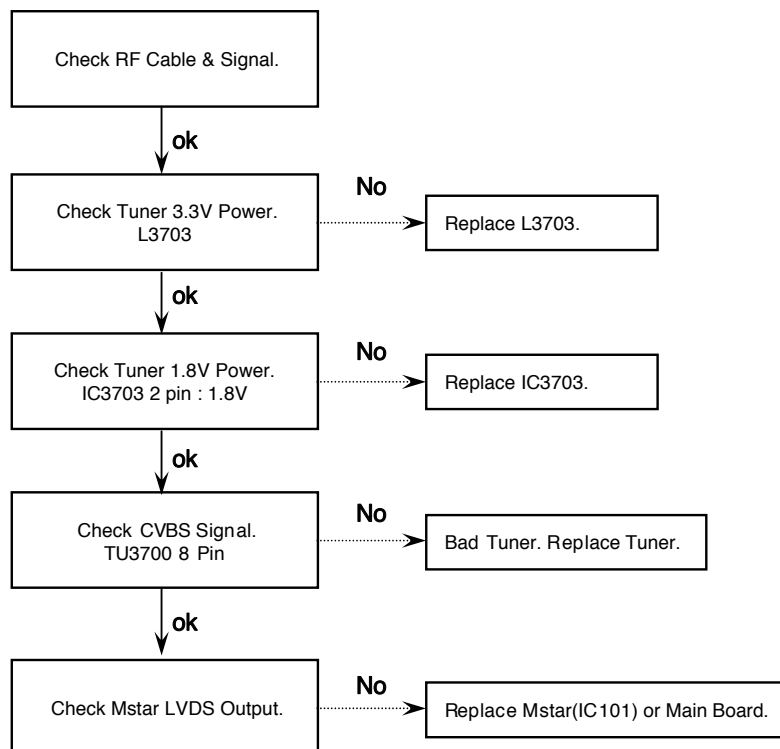 Check RF Cable & Signal.
ok
Check Tuner 3.3V Power.
L3703
No
Replace L3703.
ok
Check Tuner 1.8V Power.
IC3703 2 pin : 1.8V
No
Replace IC3703.
ok
Check CVBS Signal.
TU3700 8 Pin
No
Bad Tuner. Replace Tuner.
ok
Check Mstar LVDS Output.
No
Replace Mstar(IC101) or Main Board.